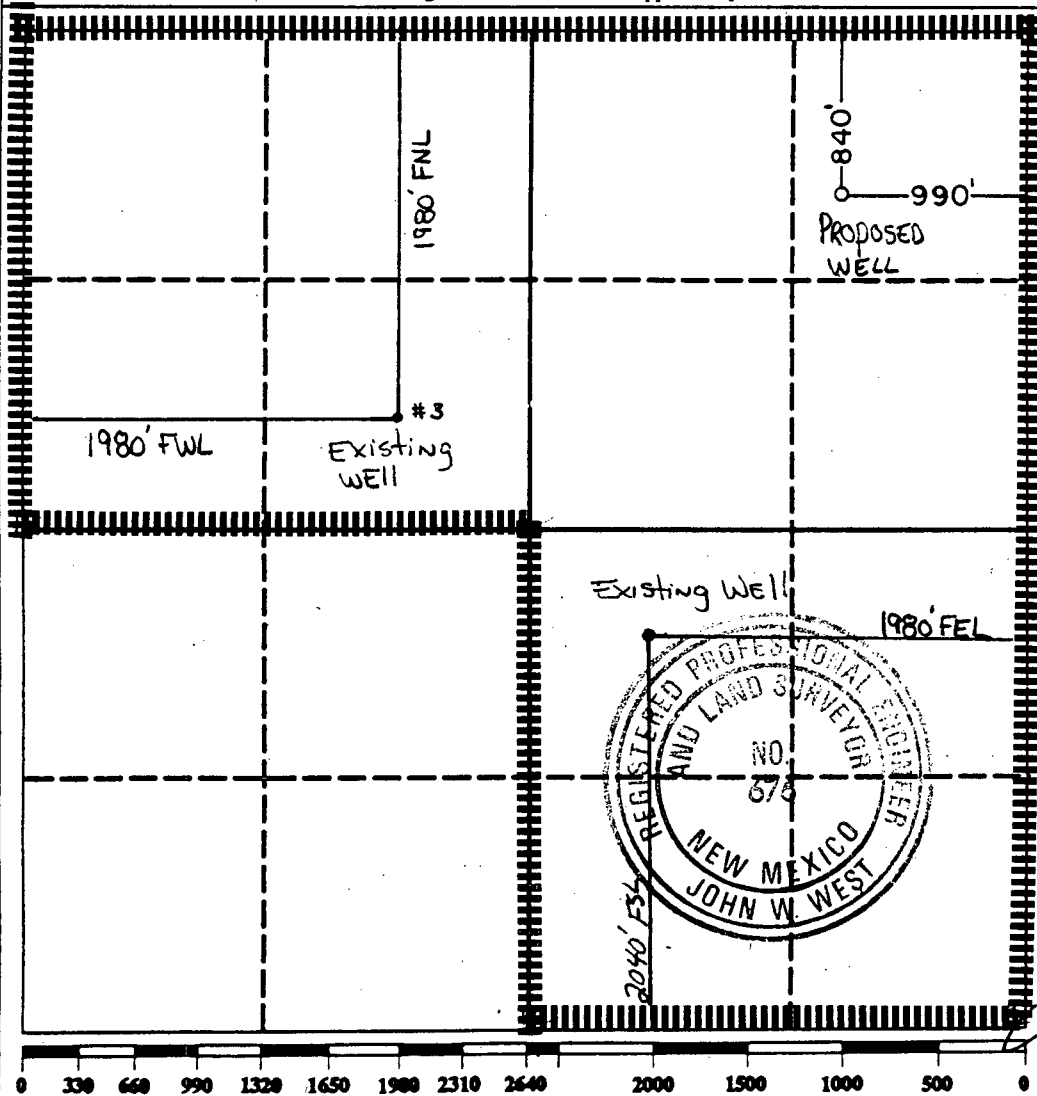 1980' FNL
840'
990'
PROPOSED
WELL
#3
1980' FWL
Existing
WEll
Existing WEll
1980' FEL
REGISTERED PROFESSIONAL ENGINEER
AND LAND SURVEYOR
NO.
676
NEW MEXICO
JOHN W. WEST
2040' FSL
0 330 660 990 1320 1650 1980 2310 2640 2000 1500 1000 500 0